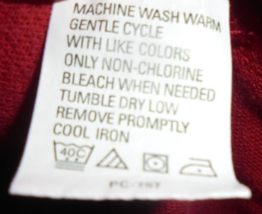 MACHINE WASH WARM
GENTLE CYCLE
WITH LIKE COLORS
ONLY NON-CHLORINE
BLEACH WHEN NEEDED
TUMBLE DRY LOW
REMOVE PROMPTLY
COOL IRON
40C